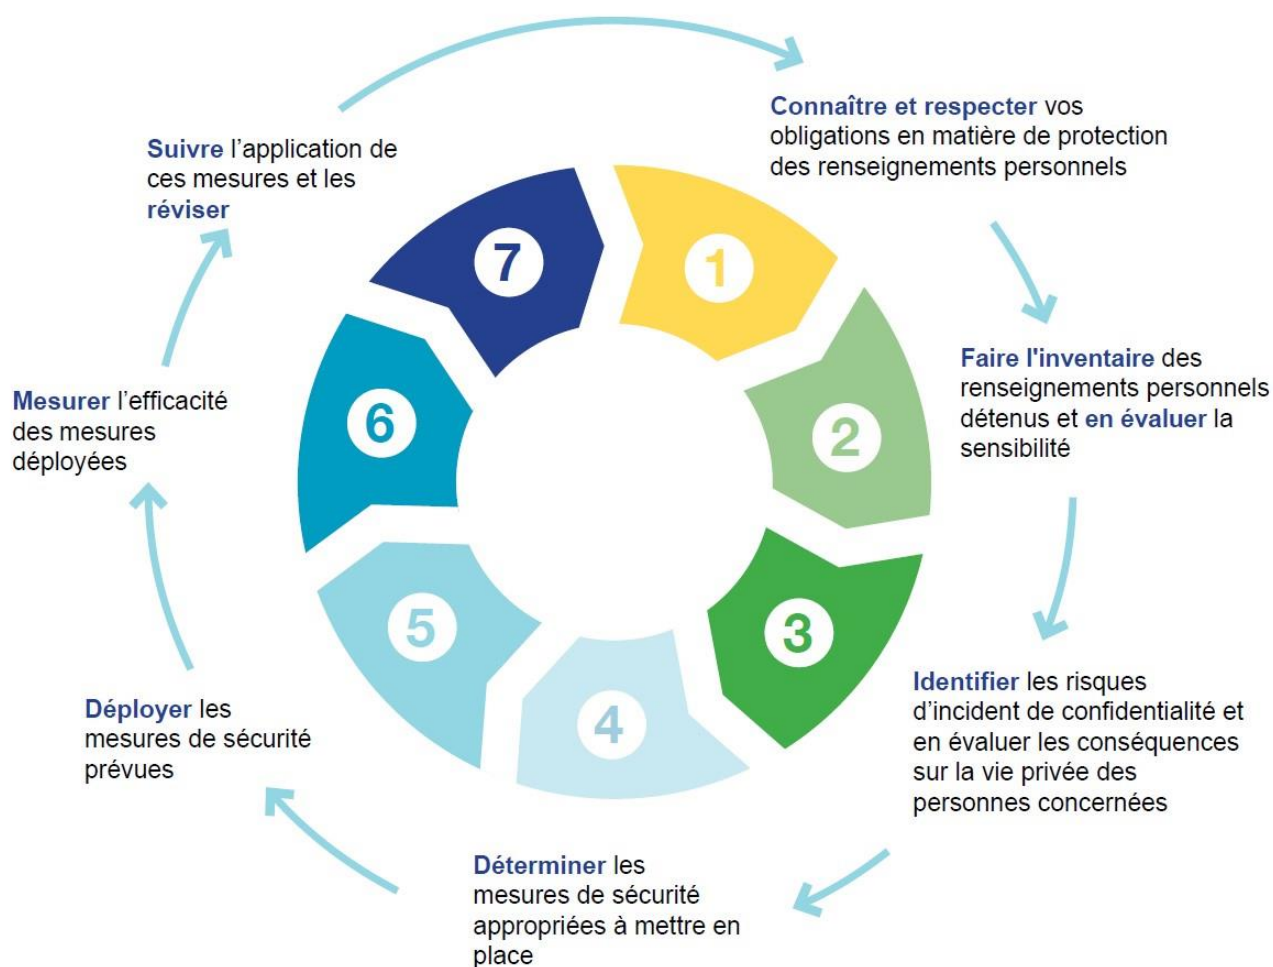 Connaître et respecter vos
obligations en matière de protection
des renseignements personnels
Faire l'inventaire des
renseignements personnels
détenus et en évaluer la
sensibilité
Identifier les risques
d’incident de confidentialité et
en évaluer les conséquences
sur la vie privée des
personnes concernées
Déterminer les
mesures de sécurité
appropriées à mettre en
place
Déployer les
mesures de sécurité
prévues
Mesurer l’efficacité
des mesures
déployées
Suivre l’application de
ces mesures et les
réviser
1
2
3
4
5
6
7